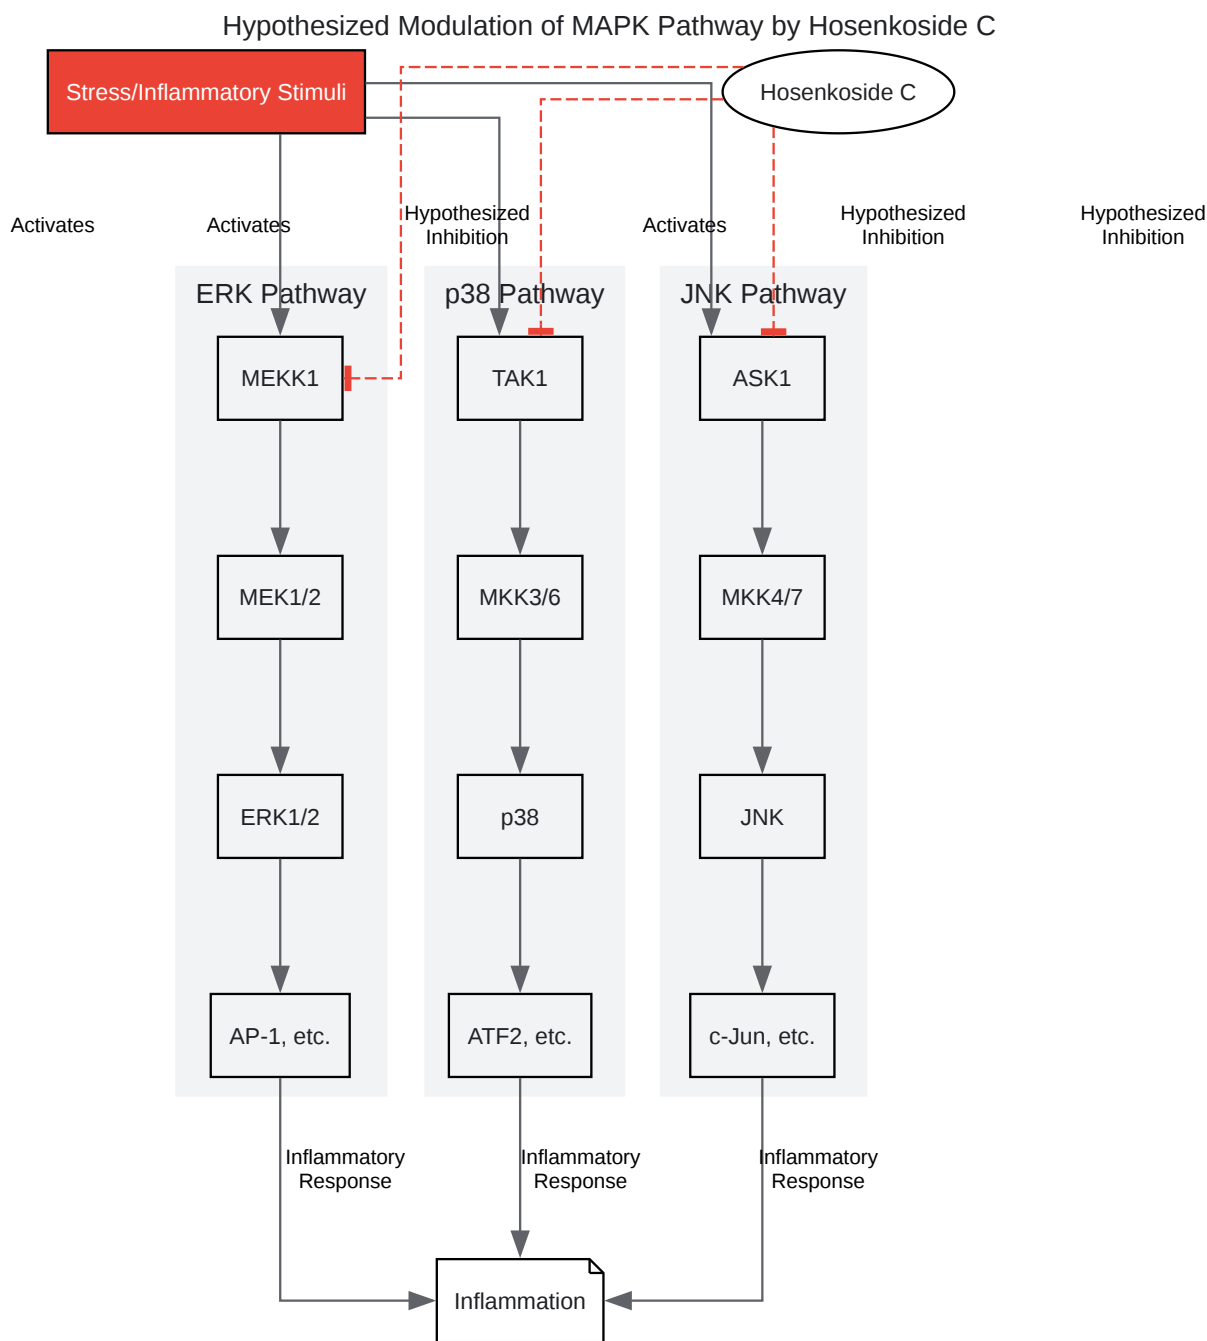 Hypothesized Modulation of MAPK Pathway by Hosenkoside C
Stress/Inflammatory Stimuli
Hosenkoside C
Activates
Activates
Hypothesized
Inhibition
Activates
Hypothesized
Inhibition
Hypothesized
Inhibition
ERK Pathway
p38 Pathway
JNK Pathway
MEKK1
TAK1
ASK1
MEK1/2
MKK3/6
MKK4/7
ERK1/2
p38
JNK
AP-1, etc.
ATF2, etc.
c-Jun, etc.
Inflammatory
Response
Inflammatory
Response
Inflammatory
Response
Inflammation